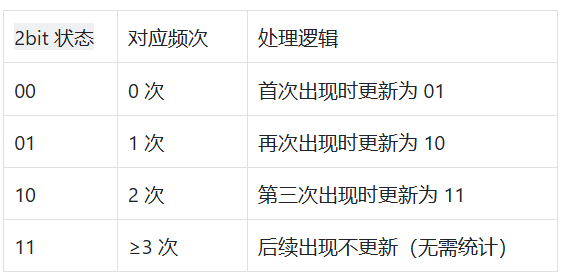 2bit 状态 对应频次 处理逻辑
00 0 次 首次出现时更新为 01
01 1 次 再次出现时更新为 10
10 2 次 第三次出现时更新为 11
11 ≥3 次 后续出现不更新（无需统计）